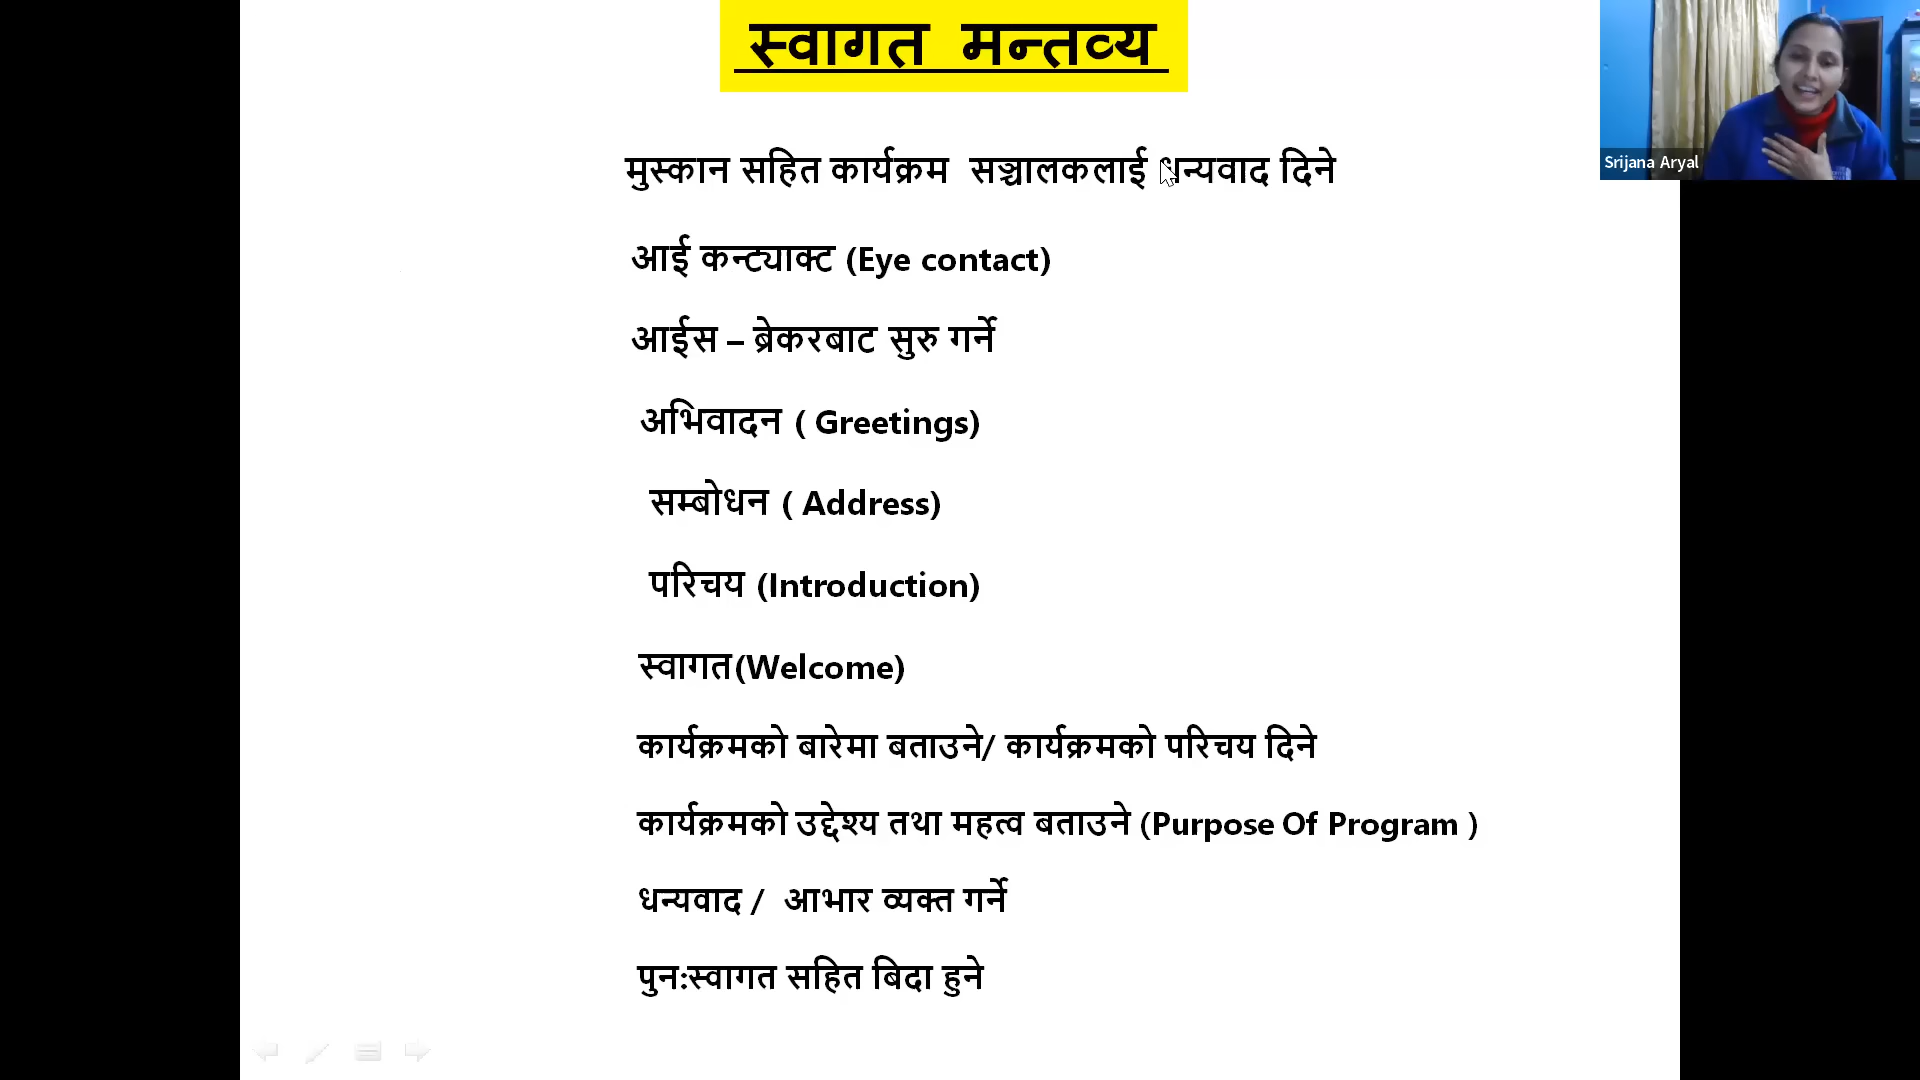 स्वागत मन्तव्य
मुस्कान सहित कार्यक्रम सञ्चालकलाई धन्यवाद दिने
Srijana Aryal
आई कन्ट्याक्ट (Eye contact)
आईस – ब्रेकरबाट सुरु गर्ने
अभिवादन ( Greetings)
सम्बोधन ( Address)
परिचय (Introduction)
स्वागत(Welcome)
कार्यक्रमको बारेमा बताउने/ कार्यक्रमको परिचय दिने
कार्यक्रमको उद्देश्य तथा महत्व बताउने (Purpose Of Program )
धन्यवाद / आभार व्यक्त गर्ने
पुनःस्वागत सहित बिदा हुने